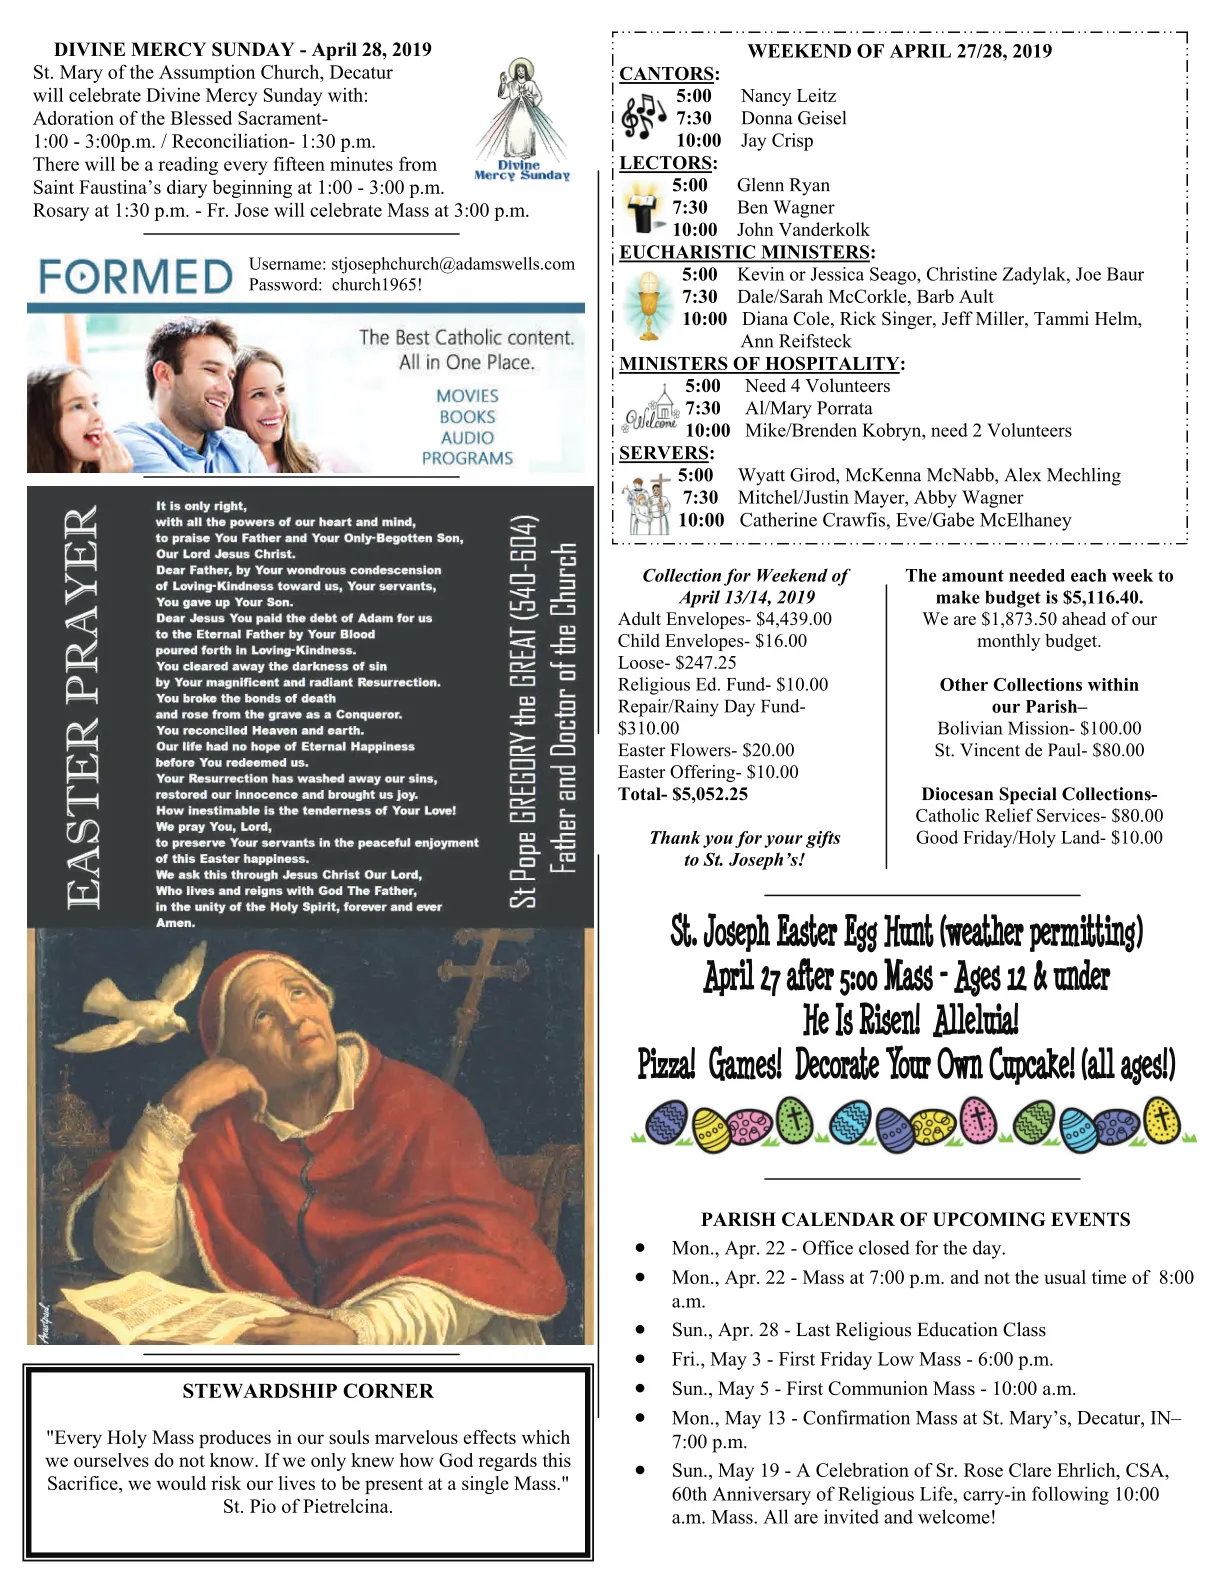 DIVINE MERCY SUNDAY - April 28, 2019
St. Mary of the Assumption Church, Decatur
will celebrate Divine Mercy Sunday with:
Adoration of the Blessed Sacrament-
1:00 - 3:00p.m. / Reconciliation- 1:30 p.m.
There will be a reading every fifteen minutes from
Saint Faustina’s diary beginning at 1:00 - 3:00 p.m.
Rosary at 1:30 p.m. - Fr. Jose will celebrate Mass at 3:00 p.m.
Divine
Mercy Sunday
FORMED
Username: stjosephchurch@adamswells.com
Password:  church1965!
The Best Catholic content.
All in One Place.
MOVIES
BOOKS
AUDIO
PROGRAMS
EASTER PRAYER
It is only right,
with all the powers of our heart and mind,
to praise You Father and Your Only-Begotten Son,
Our Lord Jesus Christ.
Dear Father, by Your wondrous condescension
of Loving-Kindness toward us, Your servants,
You gave up Your Son.
Dear Jesus You paid the debt of Adam for us
to the Eternal Father by Your Blood
poured forth in Loving-Kindness.
You cleared away the darkness of sin
by Your magnificent and radiant Resurrection.
You broke the bonds of death
and rose from the grave as a Conqueror.
You reconciled Heaven and earth.
Our life had no hope of Eternal Happiness
before You redeemed us.
Your Resurrection has washed away our sins,
restored our innocence and brought us joy.
How inestimable is the tenderness of Your Love!
We pray You, Lord,
to preserve Your servants in the peaceful enjoyment
of this Easter happiness.
We ask this through Jesus Christ Our Lord,
Who lives and reigns with God The Father,
in the unity of the Holy Spirit, forever and ever
Amen.
St Pope GREGORY the GREAT (540-604)
Father and Doctor of the Church
STEWARDSHIP CORNER
"Every Holy Mass produces in our souls marvelous effects which
we ourselves do not know. If we only knew how God regards this
Sacrifice, we would risk our lives to be present at a single Mass."
St. Pio of Pietrelcina.
WEEKEND OF APRIL 27/28, 2019
CANTORS:
5:00 Nancy Leitz
7:30 Donna Geisel
10:00 Jay Crisp
LECTORS:
5:00 Glenn Ryan
7:30 Ben Wagner
10:00 John Vanderkolk
EUCHARISTIC MINISTERS:
5:00 Kevin or Jessica Seago, Christine Zadylak, Joe Baur
7:30 Dale/Sarah McCorkle, Barb Ault
10:00 Diana Cole, Rick Singer, Jeff Miller, Tammi Helm,
Ann Reifsteck
MINISTERS OF HOSPITALITY:
Welcome
5:00 Need 4 Volunteers
7:30 Al/Mary Porrata
10:00 Mike/Brenden Kobryn, need 2 Volunteers
SERVERS:
5:00 Wyatt Girod, McKenna McNabb, Alex Mechling
7:30 Mitchel/Justin Mayer, Abby Wagner
10:00 Catherine Crawfis, Eve/Gabe McElhaney
Collection for Weekend of
April 13/14, 2019
Adult Envelopes- $4,439.00
Child Envelopes- $16.00
Loose- $247.25
Religious Ed. Fund- $10.00
Repair/Rainy Day Fund-
$310.00
Easter Flowers- $20.00
Easter Offering- $10.00
Total- $5,052.25
Thank you for your gifts
to St. Joseph’s!
The amount needed each week to
make budget is $5,116.40.
We are $1,873.50 ahead of our
monthly budget.
Other Collections within
our Parish–
Bolivian Mission- $100.00
St. Vincent de Paul- $80.00
Diocesan Special Collections-
Catholic Relief Services- $80.00
Good Friday/Holy Land- $10.00
St. Joseph Easter Egg Hunt (weather permitting)
April 27 after 5:00 Mass - Ages 12 & under
He Is Risen!  Alleluia!
Pizza!  Games!  Decorate Your Own Cupcake! (all ages!)
PARISH CALENDAR OF UPCOMING EVENTS
• Mon., Apr. 22 - Office closed for the day.
• Mon., Apr. 22 - Mass at 7:00 p.m. and not the usual time of  8:00
a.m.
• Sun., Apr. 28 - Last Religious Education Class
• Fri., May 3 - First Friday Low Mass - 6:00 p.m.
• Sun., May 5 - First Communion Mass - 10:00 a.m.
• Mon., May 13 - Confirmation Mass at St. Mary’s, Decatur, IN–
7:00 p.m.
• Sun., May 19 - A Celebration of Sr. Rose Clare Ehrlich, CSA,
60th Anniversary of Religious Life, carry-in following 10:00
a.m. Mass. All are invited and welcome!